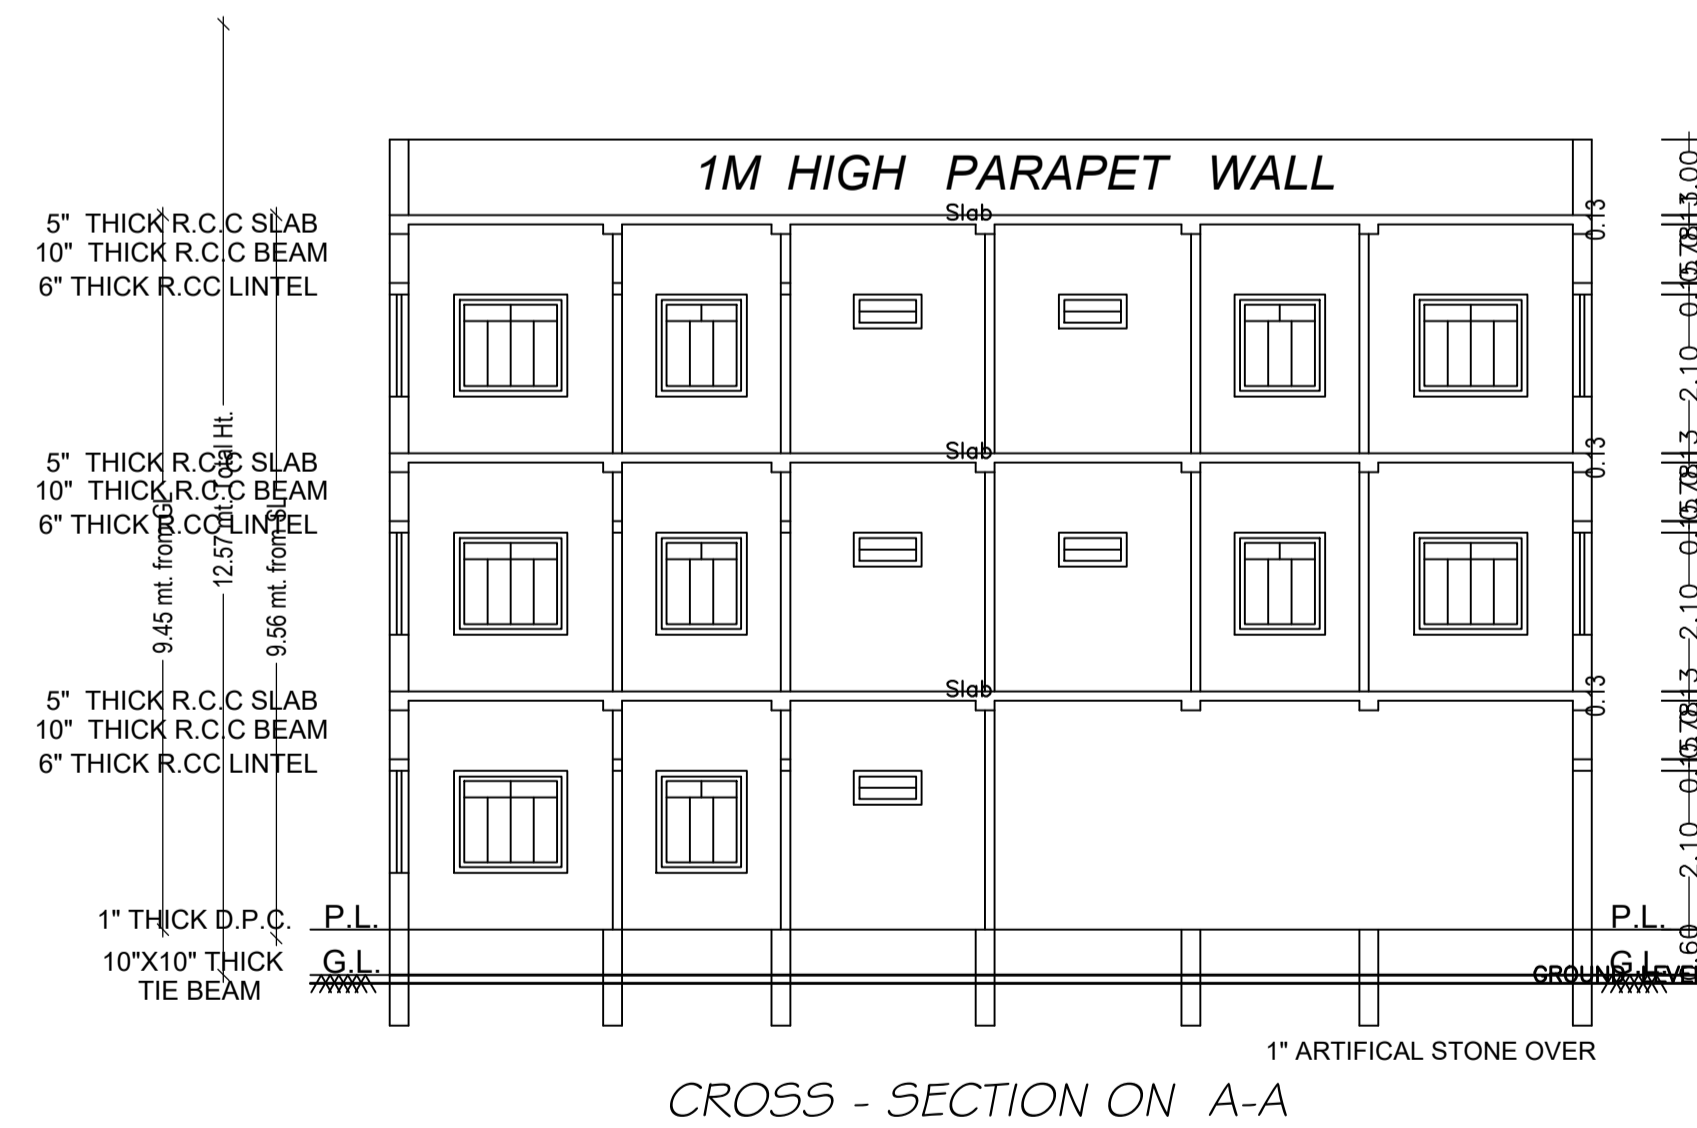 1M HIGH PARAPET WALL
Slab
0.13
5" THICK R.C.C SLAB
10" THICK R.C.C BEAM
6" THICK R.CC LINTEL
2.10
12.57 mt. Total Ht.
Slab
0.13
5" THICK R.C.C SLAB
10" THICK R.C.C BEAM
6" THICK R.CC LINTEL
9.45 mt. from GL
9.56 mt. from SL
2.10
Slab
0.13
5" THICK R.C.C SLAB
10" THICK R.C.C BEAM
6" THICK R.CC LINTEL
2.10
1" THICK D.P.C. P.L. P.L.
10"X10" THICK G.L. G.L.
TIE BEAM
1" ARTIFICAL STONE OVER
CROSS - SECTION ON A-A